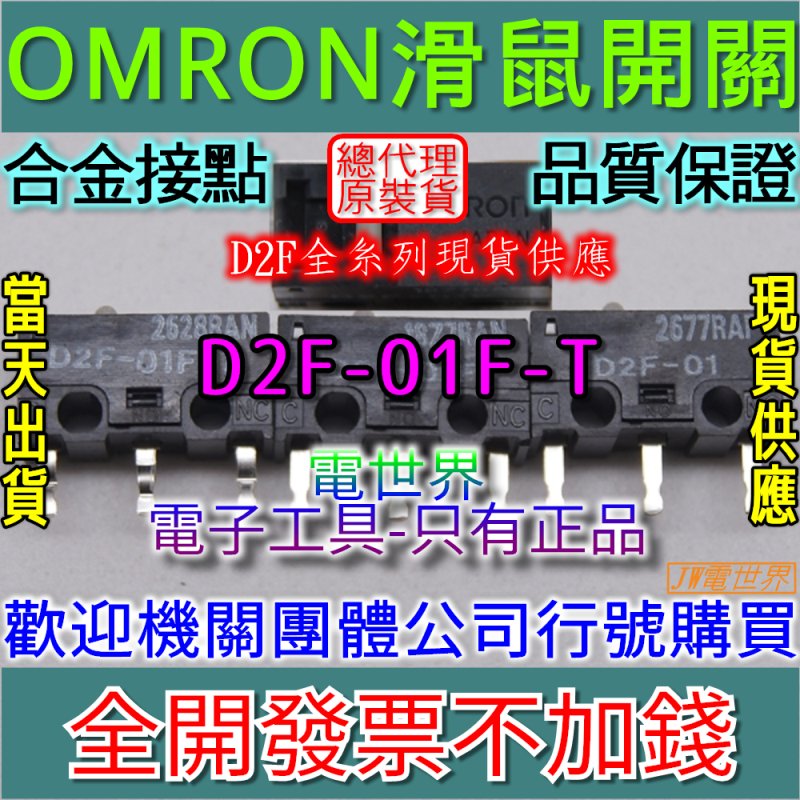 OMRON滑鼠開關
合金接點
總代理
原裝貨
品質保證
D2F全系列現貨供應
當天出貨
現貨供應
2628RAN
D2F-01F
2677RAN
D2F-01
D2F-01F-T
NC
C
NC
C
電世界
電子工具-只有正品
JW電世界
歡迎機關團體公司行號購買
全開發票不加錢